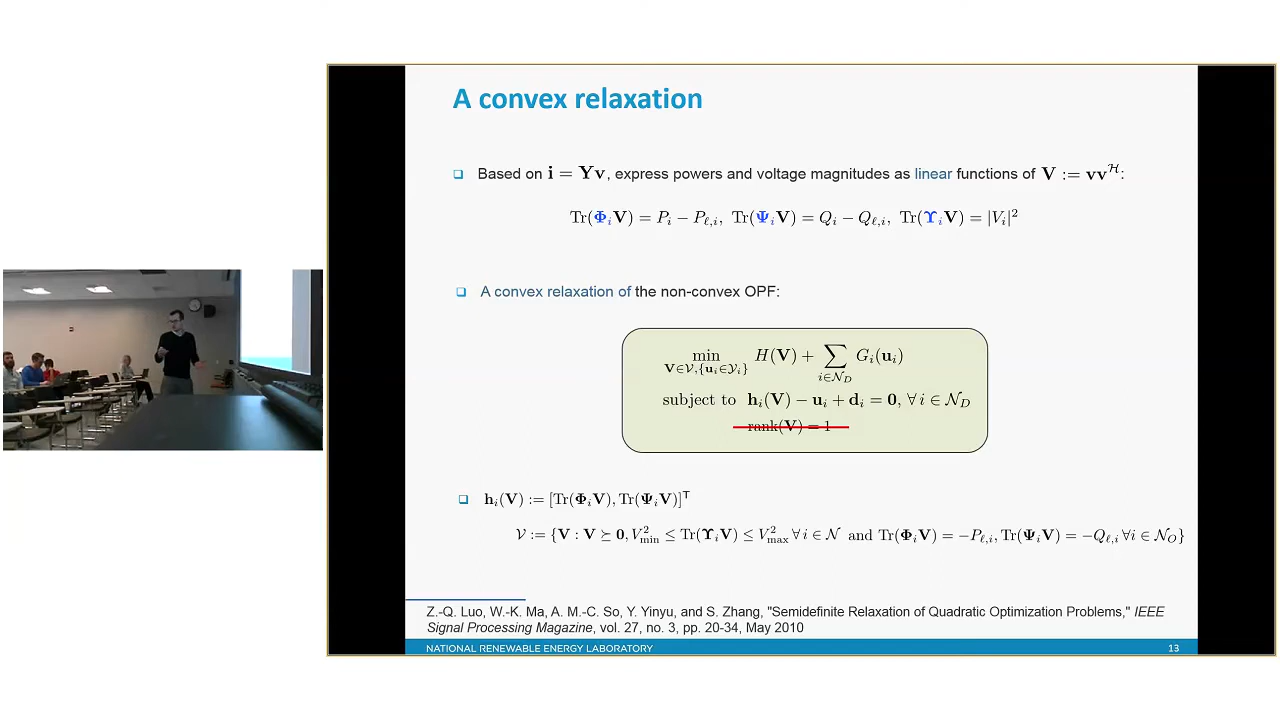 A convex relaxation
Based on i = Yv, express powers and voltage magnitudes as linear functions of V := vv^ℋ:
Tr(Φ_i V) = P_i − P_{ℓ,i}, Tr(Ψ_i V) = Q_i − Q_{ℓ,i}, Tr(ϒ_i V) = |V_i|²
A convex relaxation of the non-convex OPF:
min_{V∈𝒱,{u_i∈𝒴_i}} H(V) + ∑_{i∈𝒩_D} G_i(u_i)
subject to h_i(V) − u_i + d_i = 0, ∀ i ∈ 𝒩_D
rank(V) = 1
h_i(V) := [Tr(Φ_i V), Tr(Ψ_i V)]^T
𝒱 := {V : V ⪰ 0, V²_min ≤ Tr(ϒ_i V) ≤ V²_max ∀ i ∈ 𝒩 and Tr(Φ_i V) = −P_{ℓ,i}, Tr(Ψ_i V) = −Q_{ℓ,i} ∀i ∈ 𝒩_O}
Z.-Q. Luo, W.-K. Ma, A. M.-C. So, Y. Yinyu, and S. Zhang, "Semidefinite Relaxation of Quadratic Optimization Problems," IEEE
Signal Processing Magazine, vol. 27, no. 3, pp. 20-34, May 2010
NATIONAL RENEWABLE ENERGY LABORATORY 13